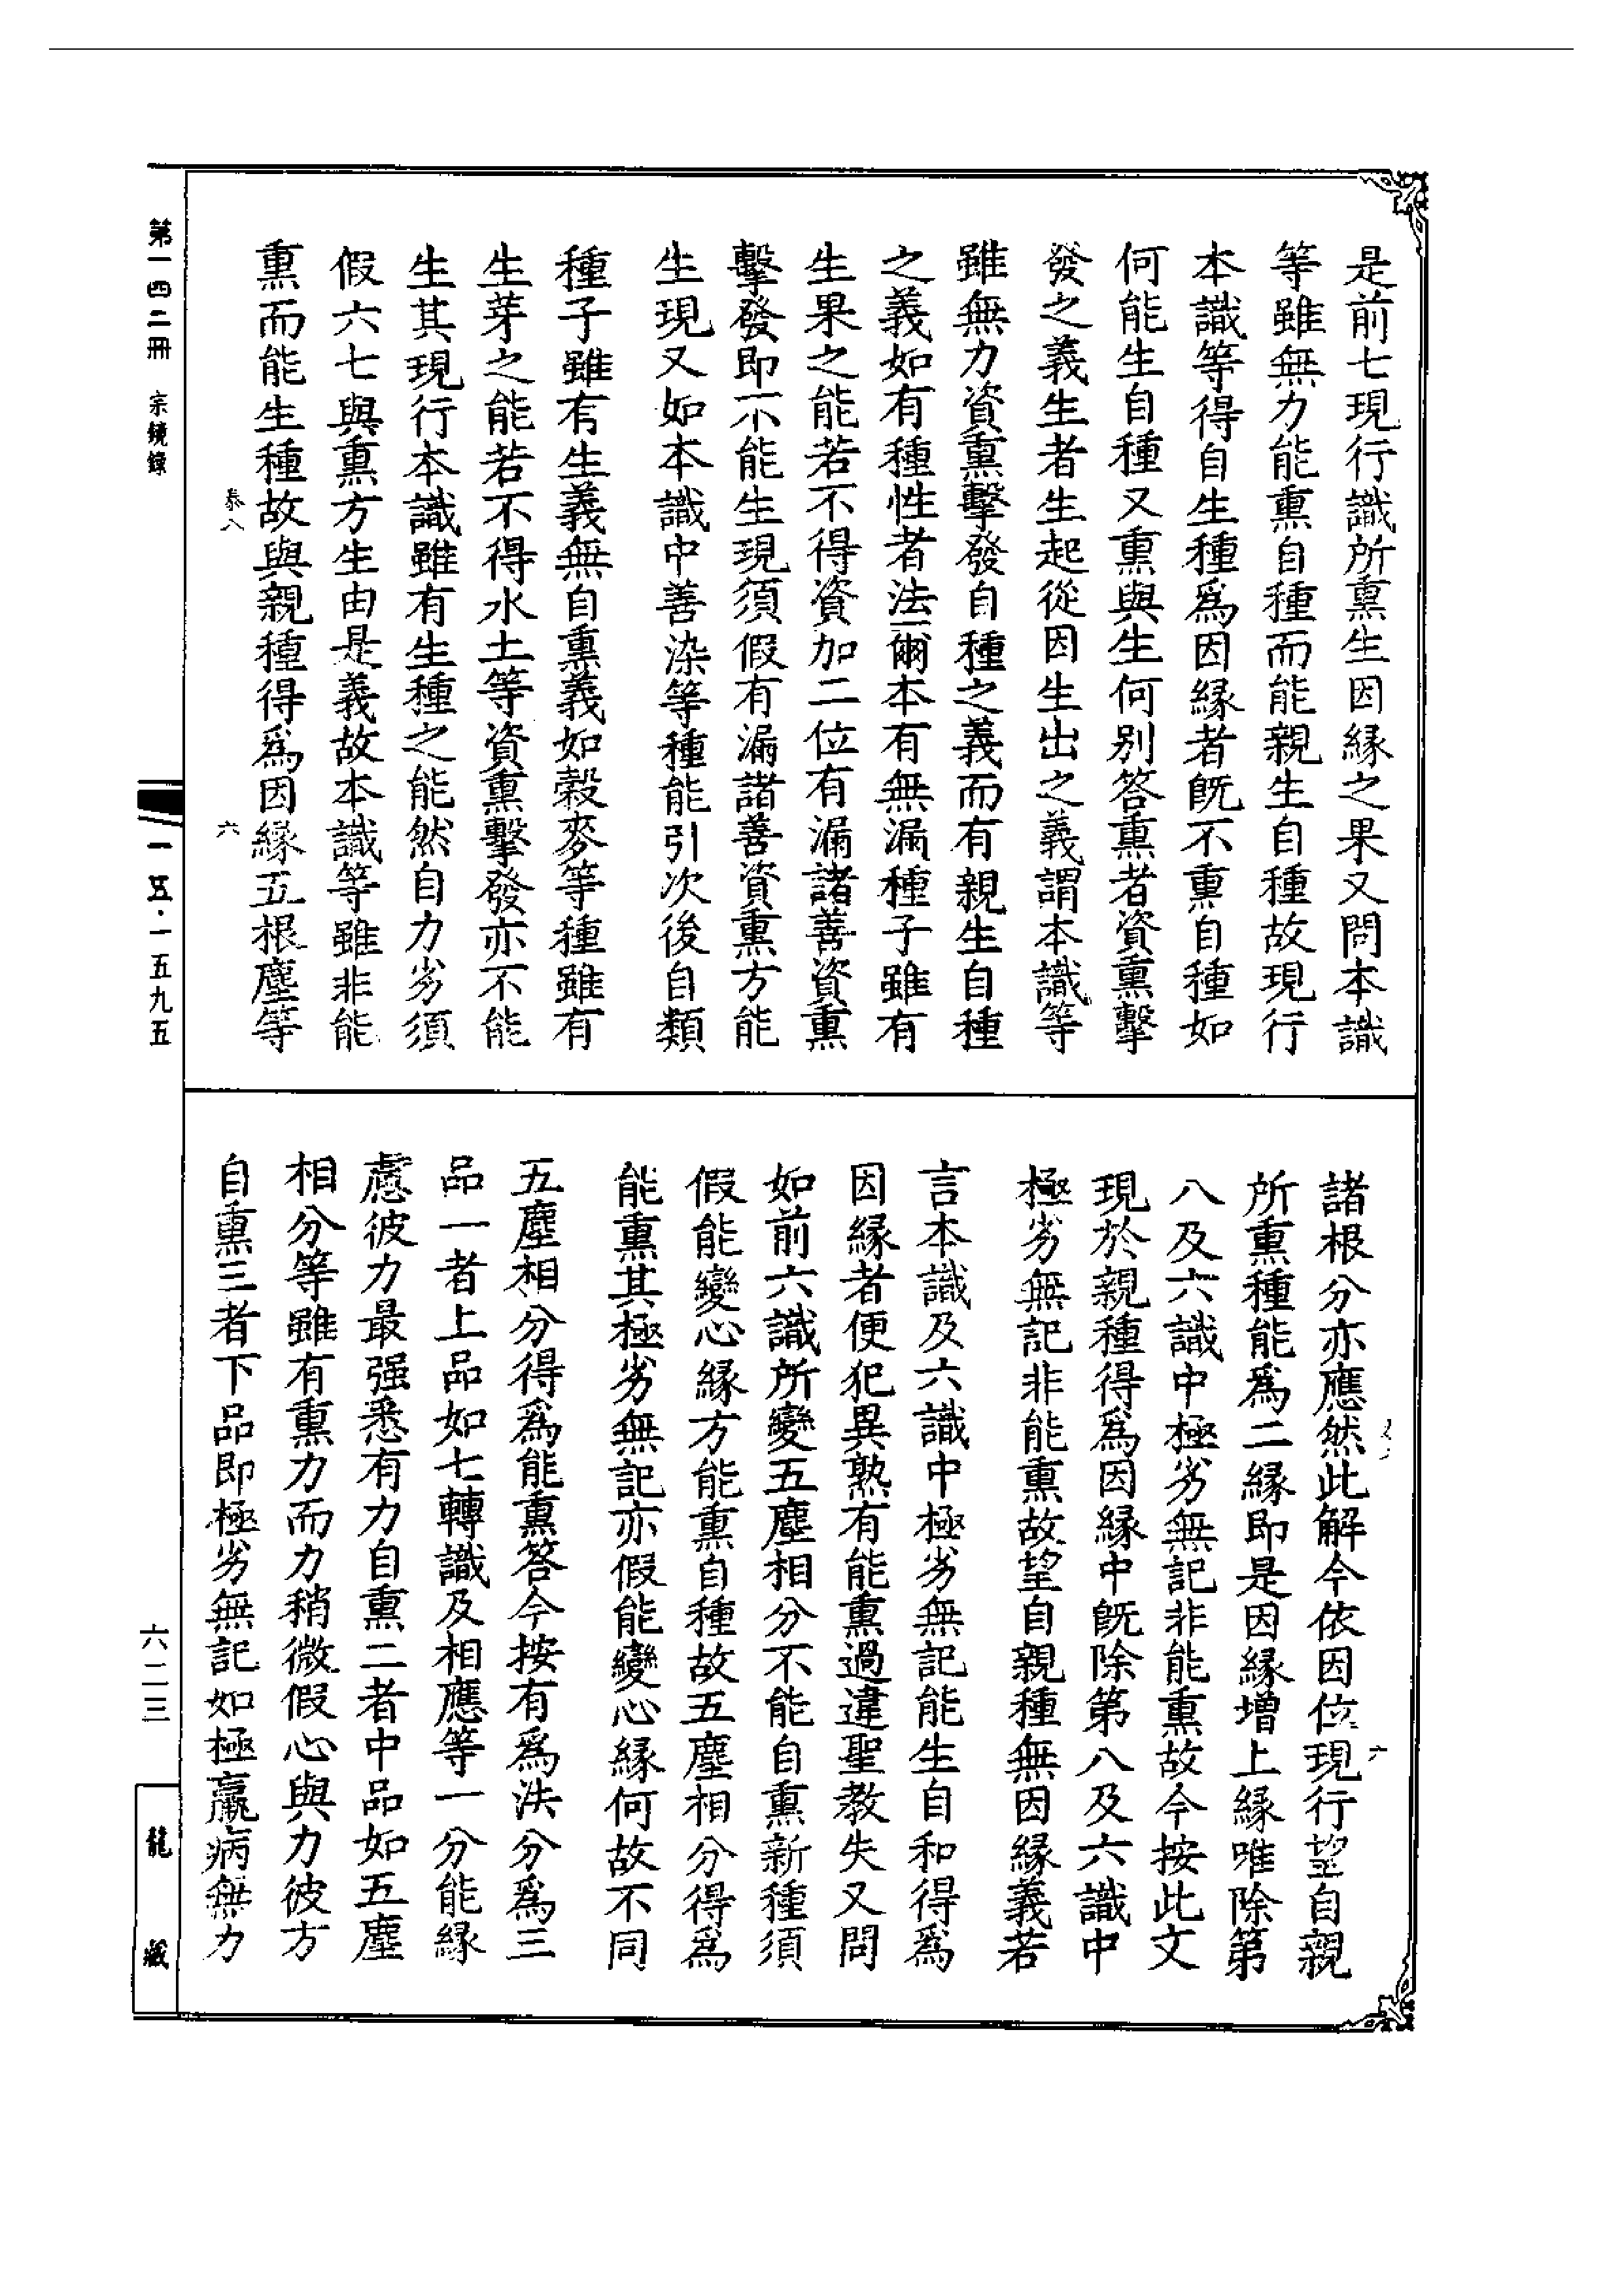 是前七現行識所熏生因緣之果又問本識
等雖無力能熏自種而能親生自種故現行
本識等得自生種爲因緣者旣不熏自種如
何能生自種又熏與生何別答熏者資熏擊
發之義生者生起從因生出之義謂本識等
雖無力資熏擊發自種之義而有親生自種
之義如有種性者法爾本有無漏種子雖有
生果之能若不得資加二位有漏諸善資熏
擊發即不能生現須假有漏諸善資熏方能
生現又如本識中善染等種能引次後自類
種子雖有生義無自熏義如穀麥等種雖有
生芽之能若不得水土等資熏擊發亦不能
生其現行本識雖有生種之能然自力劣須
假六七與熏方生由是義故本識等雖非能
熏而能生種故與親種得爲因緣五根塵等
諸根分亦應然此解今依因位現行望自親
所熏種能爲二緣即是因緣增上緣唯除第
八及六識中極劣無記非能熏故今按此文
現於親種得爲因緣中旣除第八及六識中
極劣無記非能熏故望自親種無因緣義若
言本識及六識中極劣無記能生自和得爲
因緣者便犯異熟有能熏過違聖教失又問
如前六識所變五塵相分不能自熏新種須
假能變心緣方能熏自種故五塵相分得爲
能熏其極劣無記亦假能變心緣何故不同
五塵相分得爲能熏答今按有爲法分爲三
品一者上品如七轉識及相應等一分能緣
慮彼力最强悉有力自熏二者中品如五塵
相分等雖有熏力而力稍微假心與力彼方
自熏三者下品即極劣無記如極羸病無力
第一四二冊 宗鏡錄
卷八
六
一五·一五九五
六二三
龍藏
六